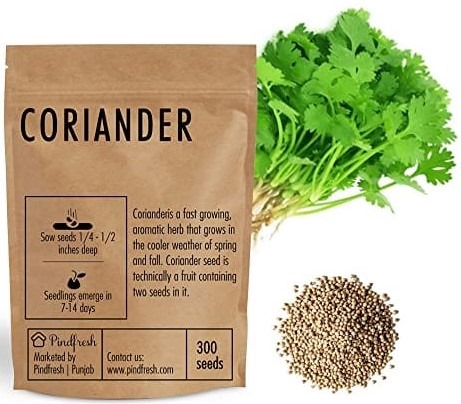 CORIANDER
Sow seeds 1/4 - 1/2
inches deep
Seedlings emerge in
7-14 days
Corianderis a fast growing,
aromatic herb that grows in
the cooler weather of spring
and fall. Coriander seed is
technically a fruit containing
two seeds in it.
Pindfresh
Marketed by
Pindfresh | Punjab
Contact us:
www.pindfresh.com
300
seeds